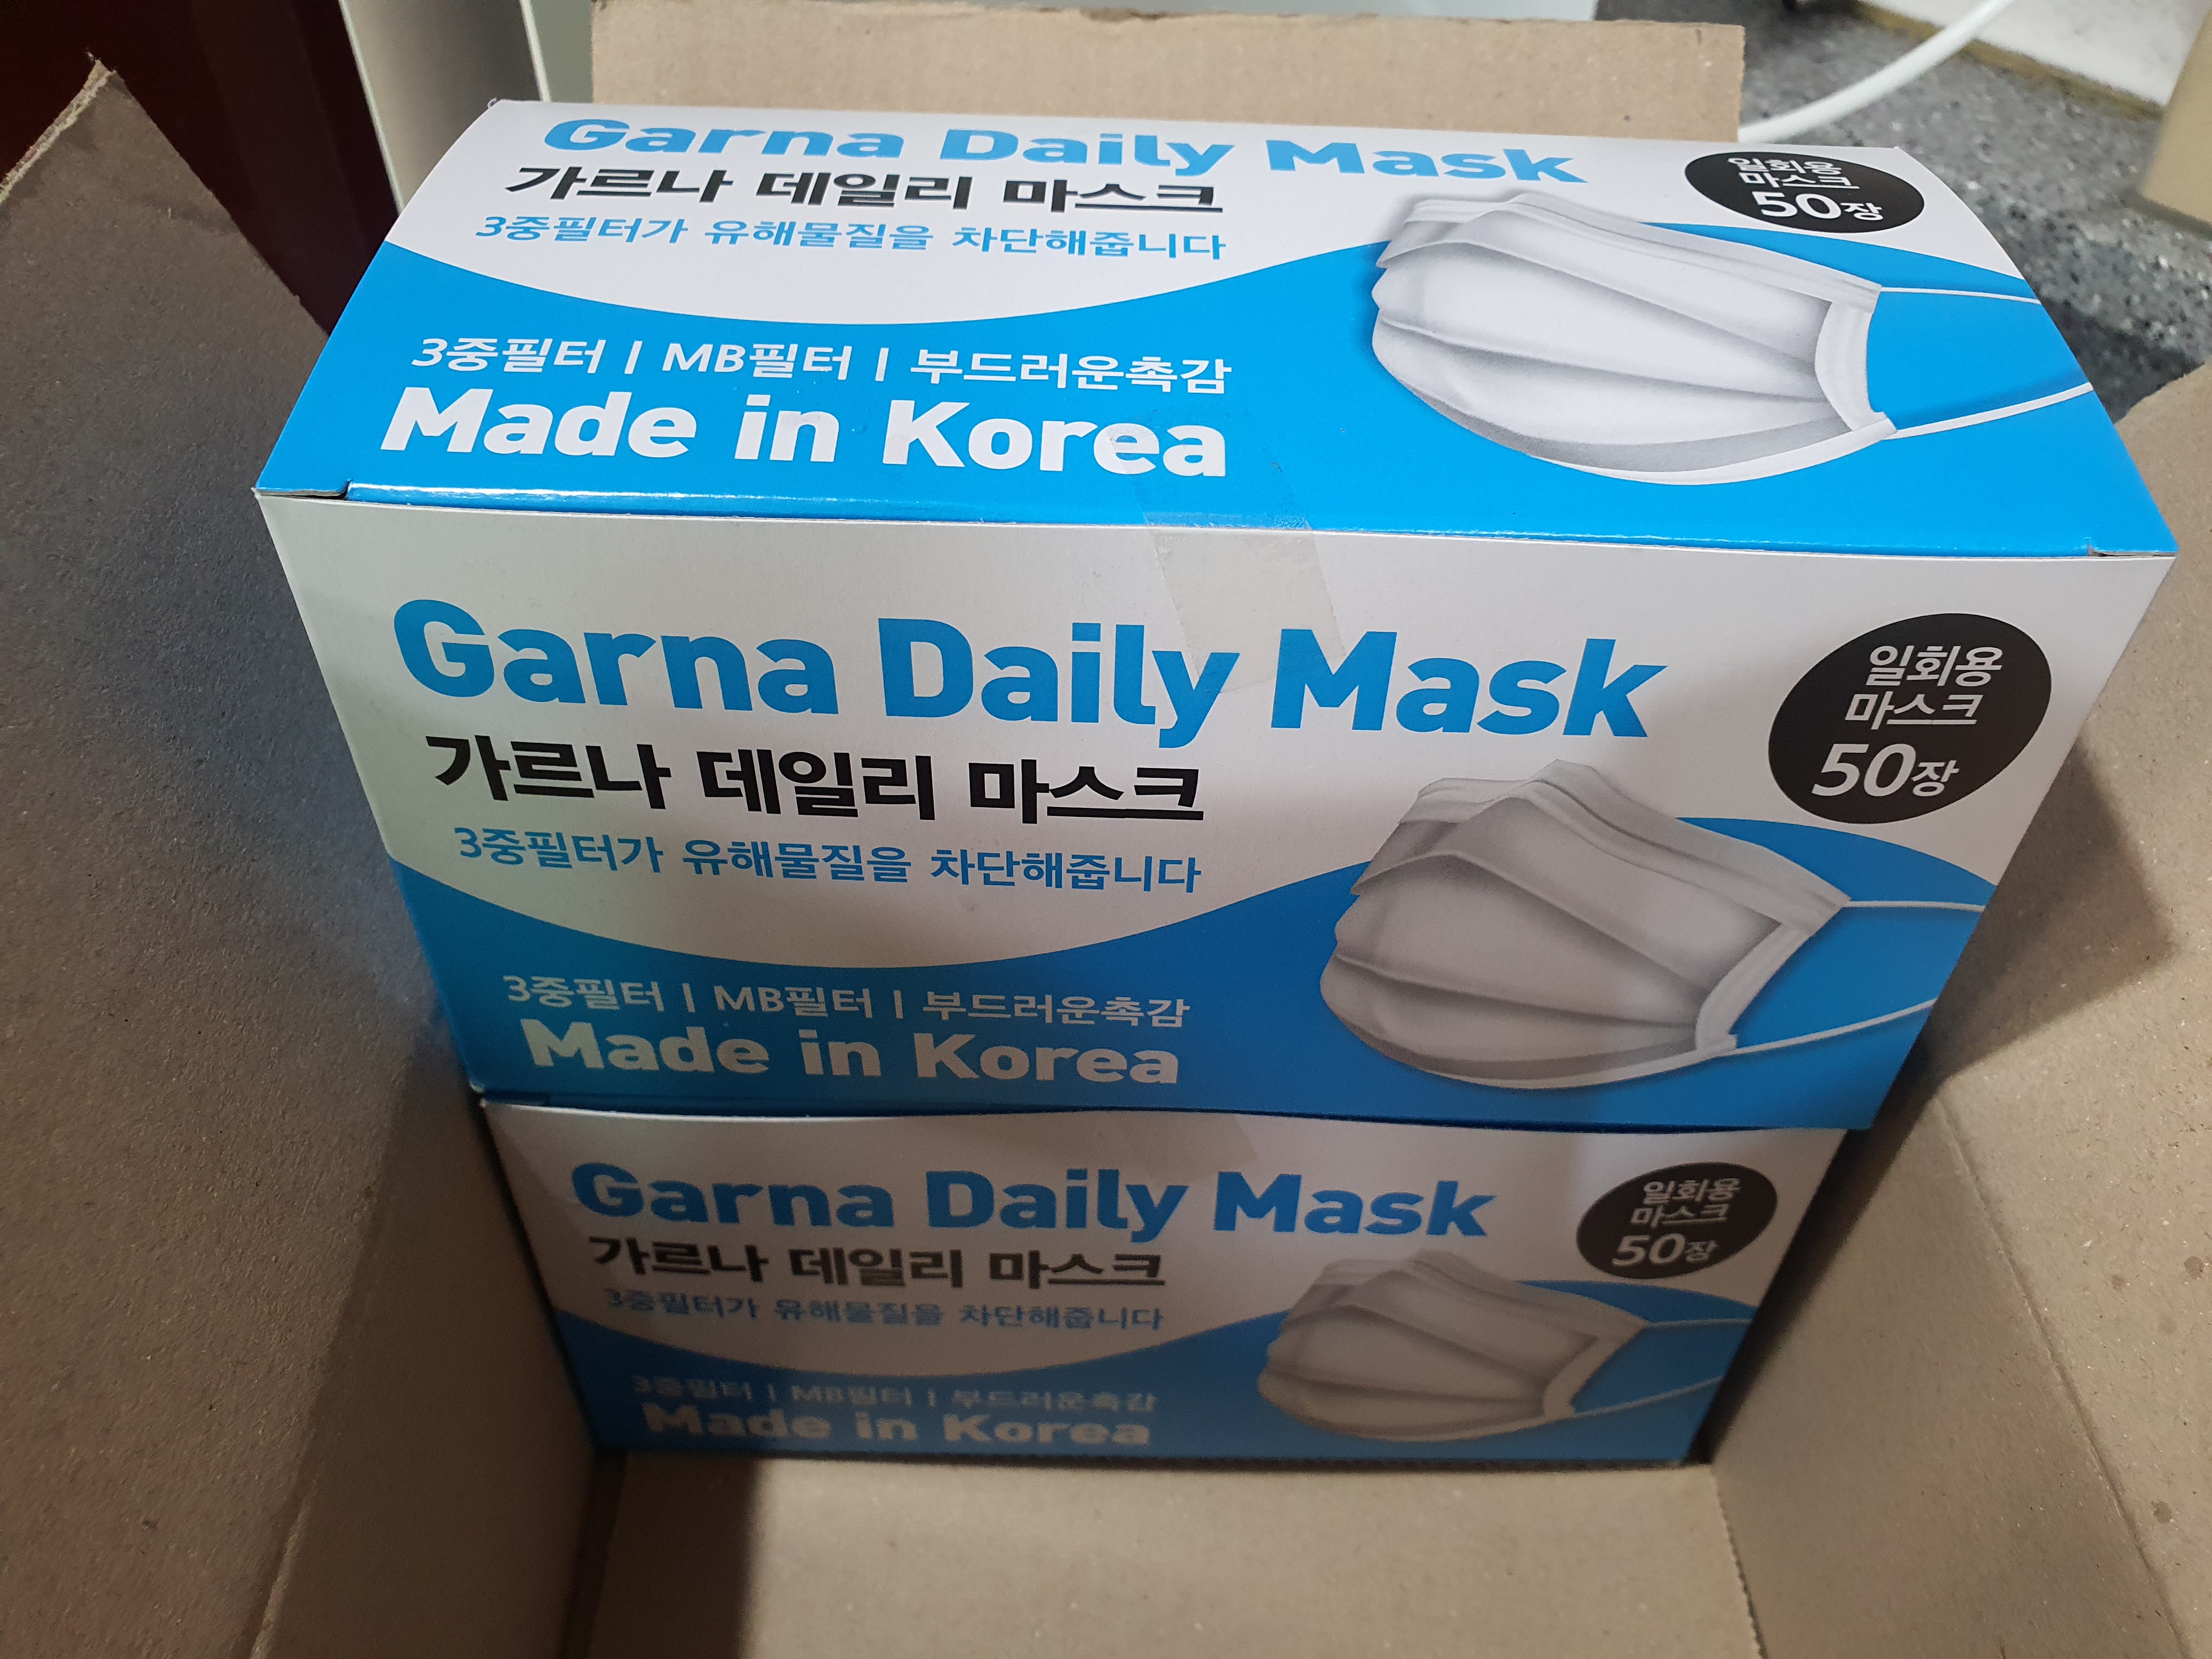 Garna Daily Mask
가르나 데일리 마스크
3중필터가 유해물질을 차단해줍니다
일회용
마스크
50장
3중필터 | MB필터 | 부드러운촉감
Made in Korea
Garna Daily Mask
가르나 데일리 마스크
3중필터가 유해물질을 차단해줍니다
일회용
마스크
50장
3중필터 | MB필터 | 부드러운촉감
Made in Korea
Garna Daily Mask
가르나 데일리 마스크
3중필터가 유해물질을 차단해줍니다
일회용
마스크
50장
3중필터 | MB필터 | 부드러운촉감
Made in Korea